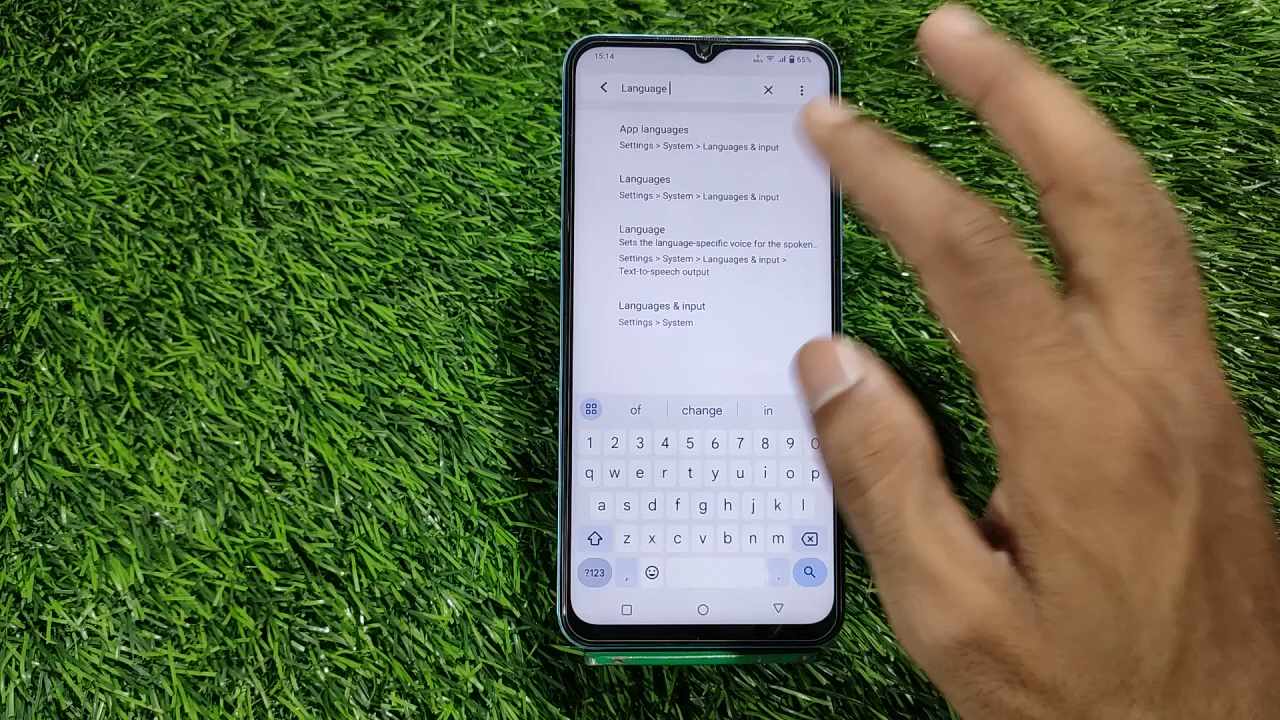 15:14
65%
Language
App languages
Settings > System > Languages & input
Languages
Settings > System > Languages & input
Language
Sets the language-specific voice for the spoken..
Settings > System > Languages & input >
Text-to-speech output
Languages & input
Settings > System
of change in
1 2 3 4 5 6 7 8 9 0
q w e r t y u i o p
a s d f g h j k l
z x c v b n m
?123 , .